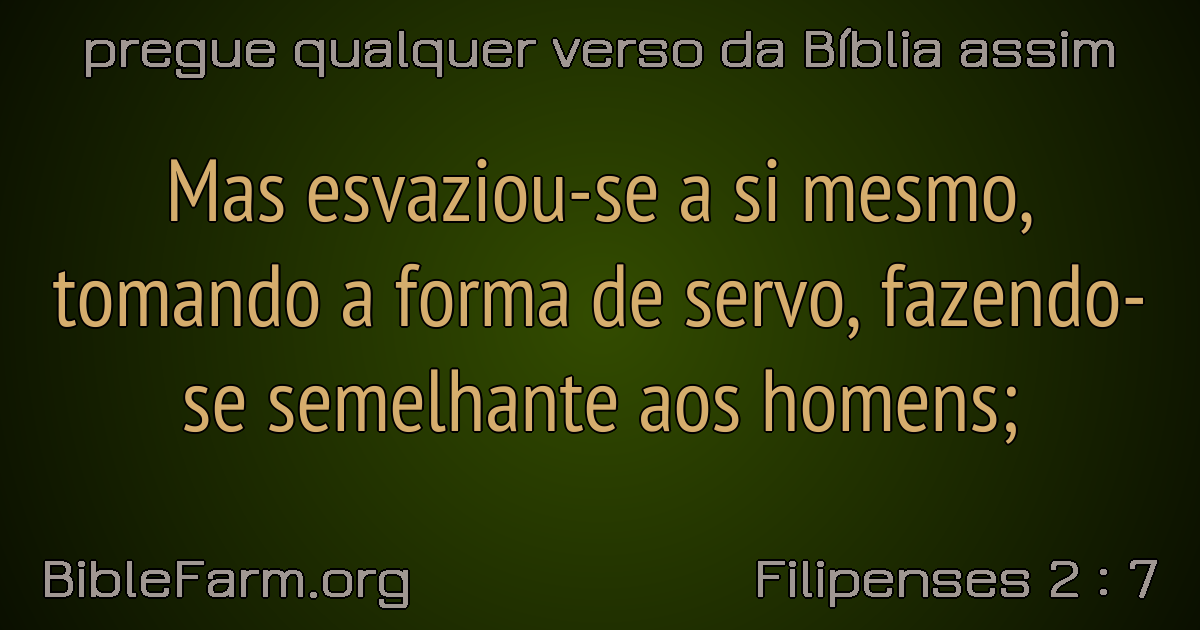 pregue qualquer verso da Bíblia assim
Mas esvaziou-se a si mesmo,
tomando a forma de servo, fazendo-
se semelhante aos homens;
BibleFarm.org
Filipenses 2 : 7